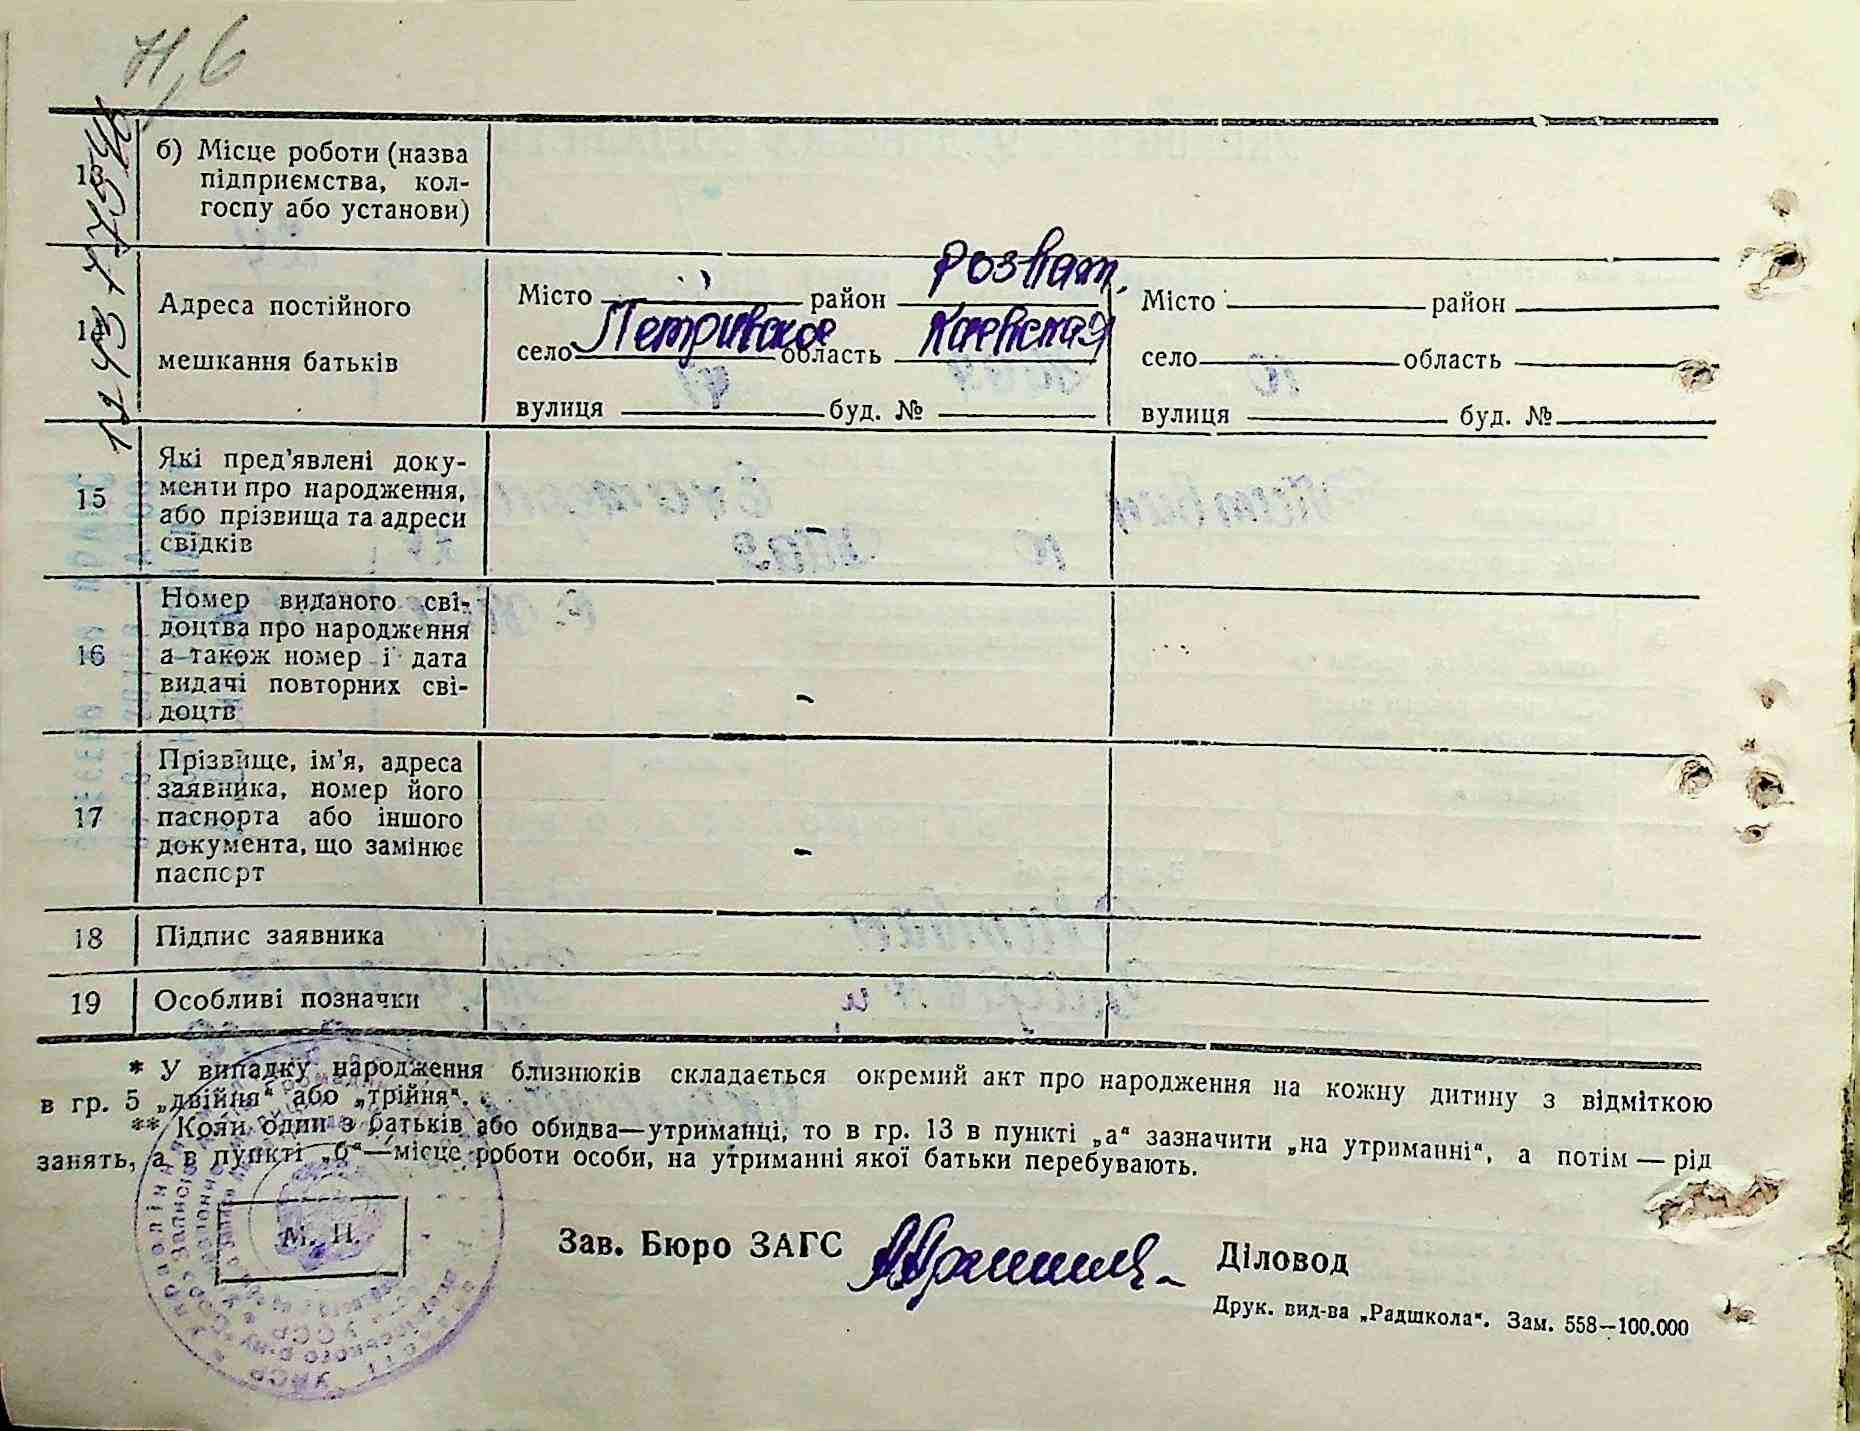 Н,6
13
б) Місце роботи (назва
підприємства, кол-
госпу або установи)
14
Адреса постійного
мешкання батьків
Місто район Розваж.
село Петривское область Киевская
вулиця буд. №
Місто район
село область
вулиця буд. №
15
Які пред'явлені доку-
менти про народження,
або прізвища та адреси
свідків
16
Номер виданого сві-
доцтва про народження
а також номер і дата
видачі повторних сві-
доцтв
-
17
Прізвище, ім'я, адреса
заявника, номер його
паспорта або іншого
документа, що замінює
паспорт
-
18
Підпис заявника
19
Особливі позначки
* У випадку народження близнюків складається окремий акт про народження на кожну дитину з відміткою
в гр. 5 „двійня“ або „трійня“.
** Коли один з батьків або обидва—утриманці, то в гр. 13 в пункті „а“ зазначити „на утриманні“, а потім — рід
занять, а в пункті „б“—місце роботи особи, на утриманні якої батьки перебувають.
М. П.
Зав. Бюро ЗАГС
Діловод
Друк. вид-ва „Радшкола“. Зам. 558—100.000